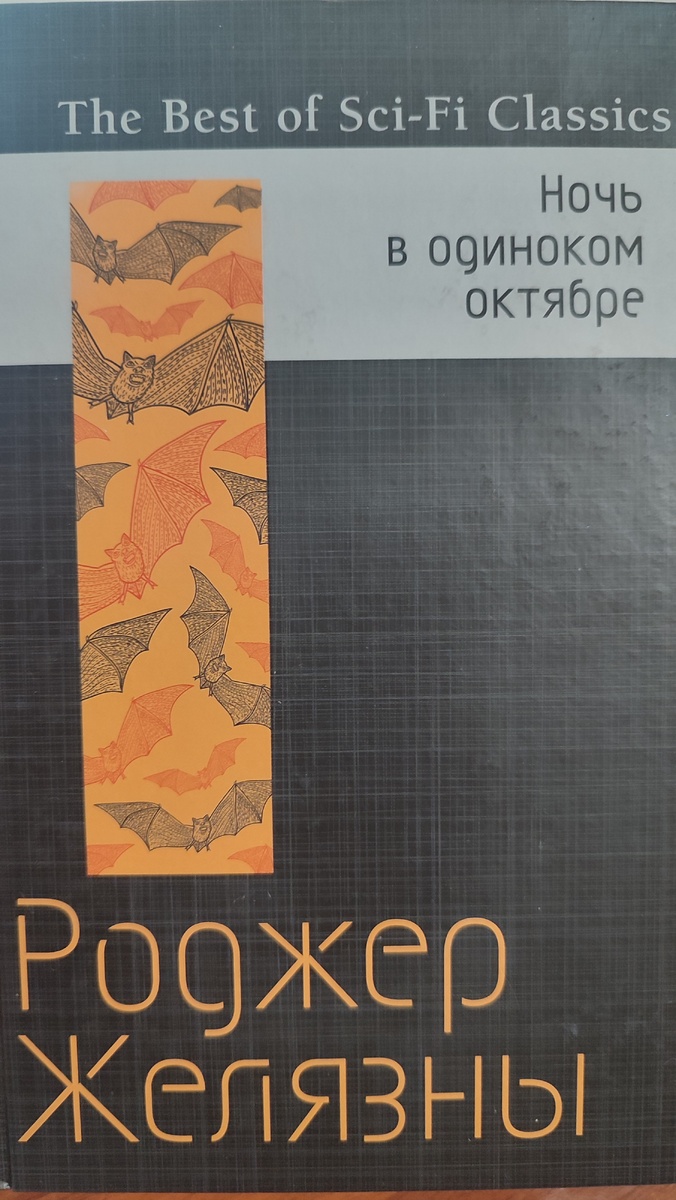 The Best of Sci-Fi Classics
Ночь
в одиноком
октябре
Роджер
Желязны